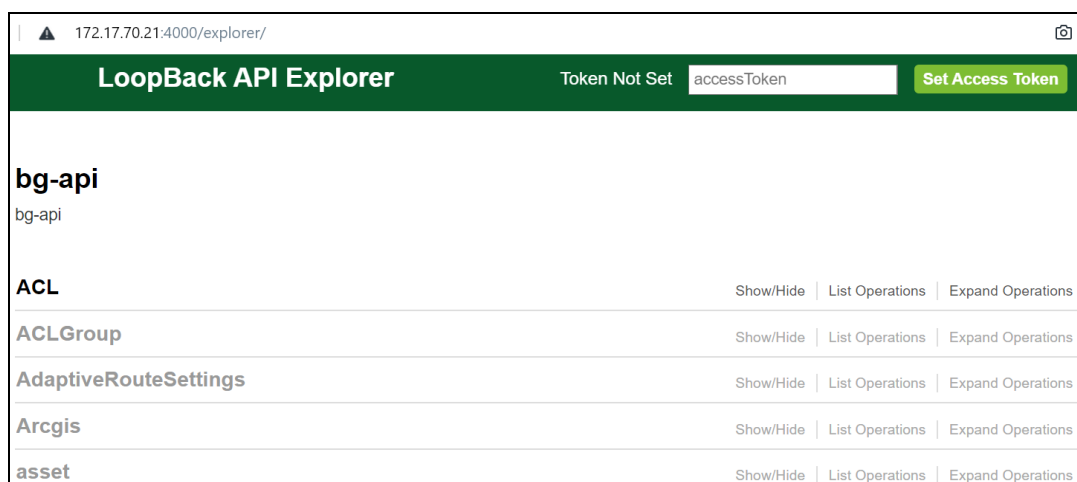 172.17.70.21:4000/explorer/
LoopBack API Explorer Token Not Set accessToken Set Access Token
bg-api
bg-api
ACL Show/Hide List Operations Expand Operations
ACLGroup Show/Hide List Operations Expand Operations
AdaptiveRouteSettings Show/Hide List Operations Expand Operations
Arcgis Show/Hide List Operations Expand Operations
asset Show/Hide List Operations Expand Operations